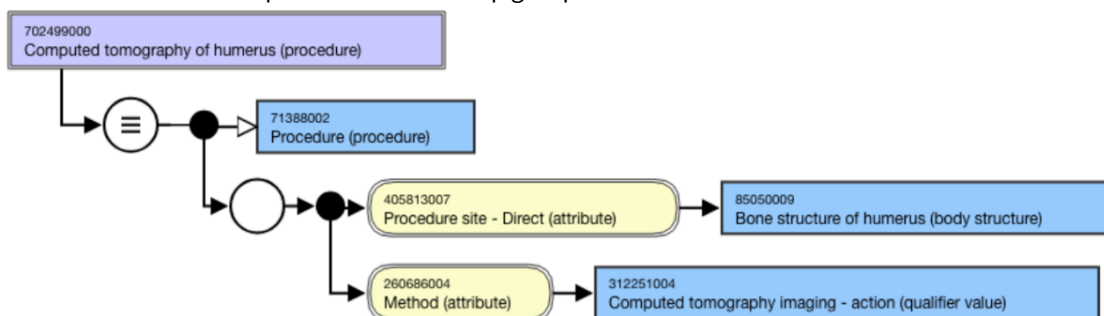 702499000
Computed tomography of humerus (procedure)
71388002
Procedure (procedure)
405813007
Procedure site - Direct (attribute)
85050009
Bone structure of humerus (body structure)
260686004
Method (attribute)
312251004
Computed tomography imaging - action (qualifier value)